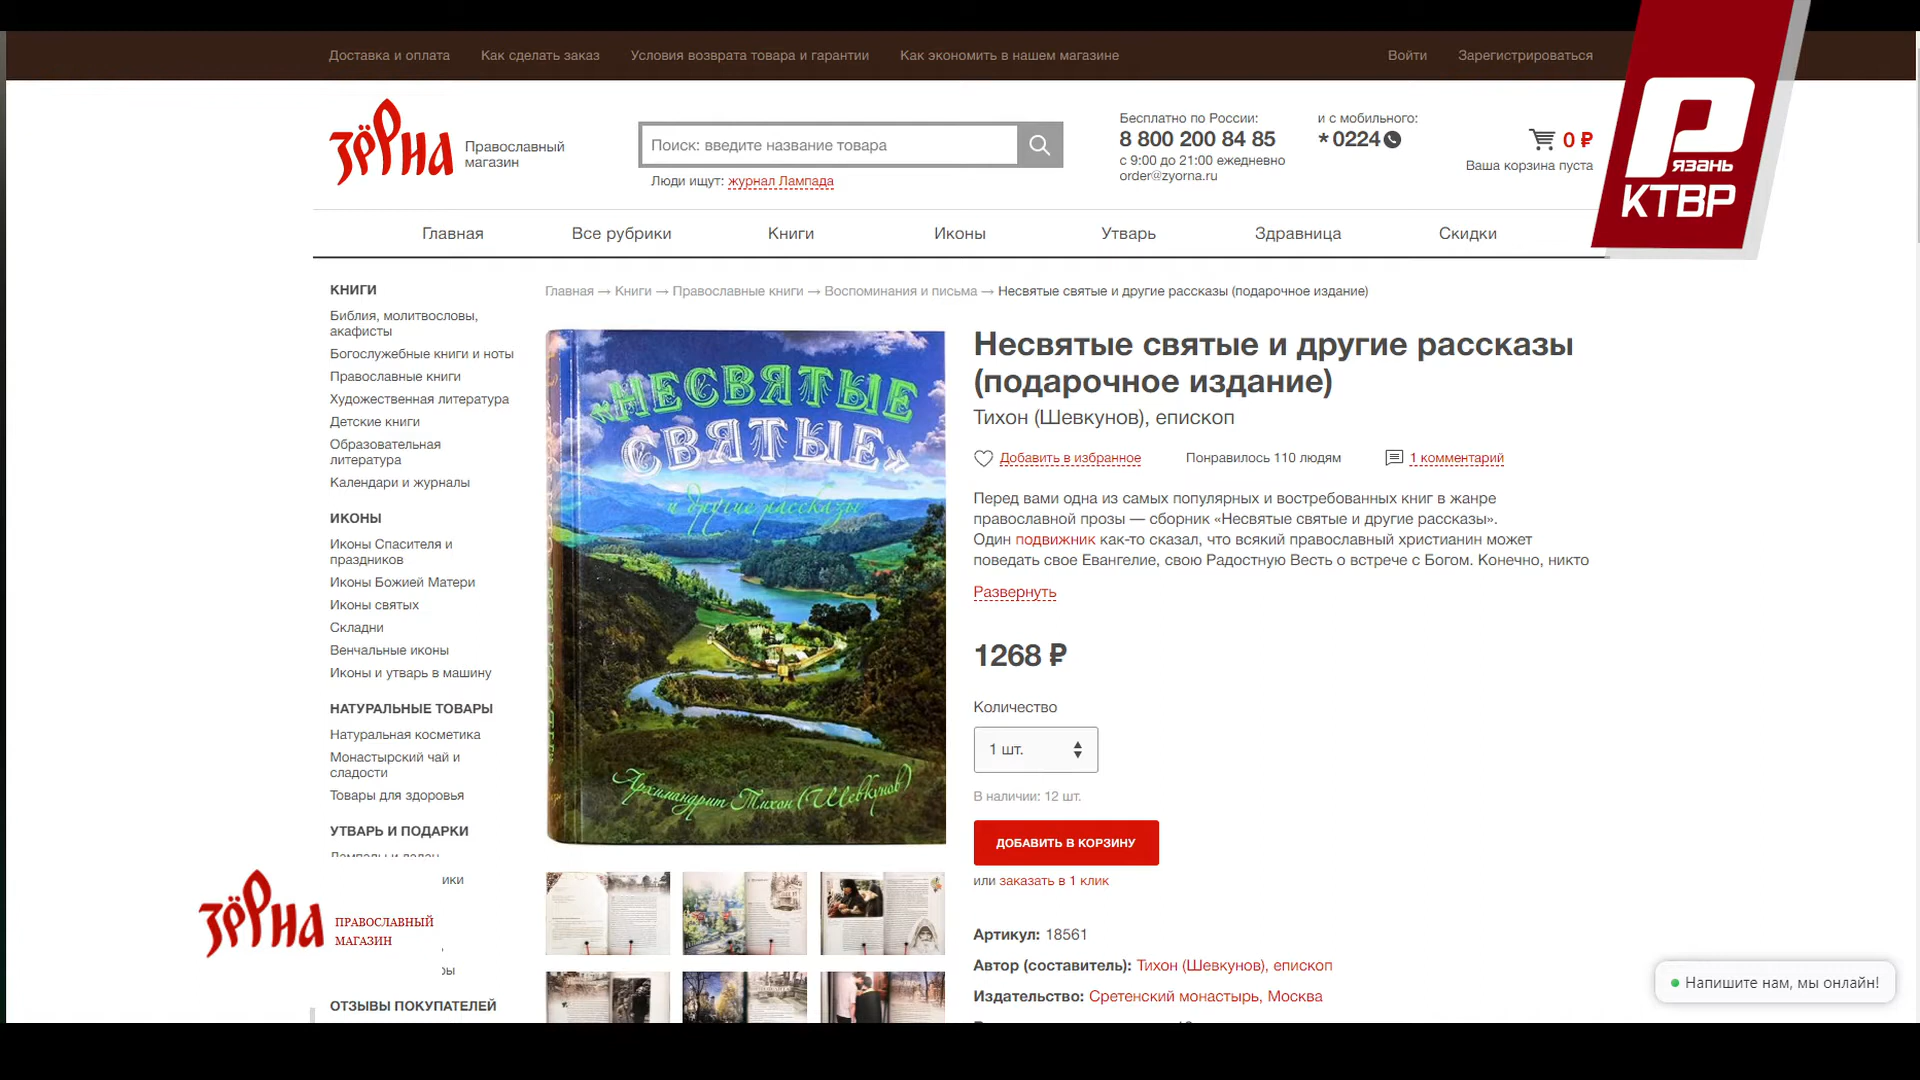 Доставка и оплата
Как сделать заказ
Условия возврата товара и гарантии
Как экономить в нашем магазине
Войти
Зарегистрироваться
зёРна
Православный
магазин
Поиск: введите название товара
Люди ищут: журнал Лампада
Бесплатно по России:
8 800 200 84 85
с 9:00 до 21:00 ежедневно
order@zyorna.ru
и с мобильного:
*0224
0 ₽
Ваша корзина пуста
Рязань
КТВР
Главная
Все рубрики
Книги
Иконы
Утварь
Здравница
Скидки
КНИГИ
Библия, молитвословы,
акафисты
Богослужебные книги и ноты
Православные книги
Художественная литература
Детские книги
Образовательная
литература
Календари и журналы
ИКОНЫ
Иконы Спасителя и
праздников
Иконы Божией Матери
Иконы святых
Складни
Венчальные иконы
Иконы и утварь в машину
НАТУРАЛЬНЫЕ ТОВАРЫ
Натуральная косметика
Монастырский чай и
сладости
Товары для здоровья
УТВАРЬ И ПОДАРКИ
ики
ры
ОТЗЫВЫ ПОКУПАТЕЛЕЙ
зёРна
ПРАВОСЛАВНЫЙ
МАГАЗИН
Главная → Книги → Православные книги → Воспоминания и письма → Несвятые святые и другие рассказы (подарочное издание)
«НЕСВЯТЫЕ
СВЯТЫЕ»
и другие рассказы
Архимандрит Тихон (Шевкунов)
Несвятые святые и другие рассказы
(подарочное издание)
Тихон (Шевкунов), епископ
Добавить в избранное
Понравилось 110 людям
1 комментарий
Перед вами одна из самых популярных и востребованных книг в жанре
православной прозы — сборник «Несвятые святые и другие рассказы».
Один подвижник как-то сказал, что всякий православный христианин может
поведать свое Евангелие, свою Радостную Весть о встрече с Богом. Конечно, никто
Развернуть
1268 ₽
Количество
1 шт.
В наличии: 12 шт.
ДОБАВИТЬ В КОРЗИНУ
или заказать в 1 клик
Артикул: 18561
Автор (составитель): Тихон (Шевкунов), епископ
Издательство: Сретенский монастырь, Москва
Напишите нам, мы онлайн!